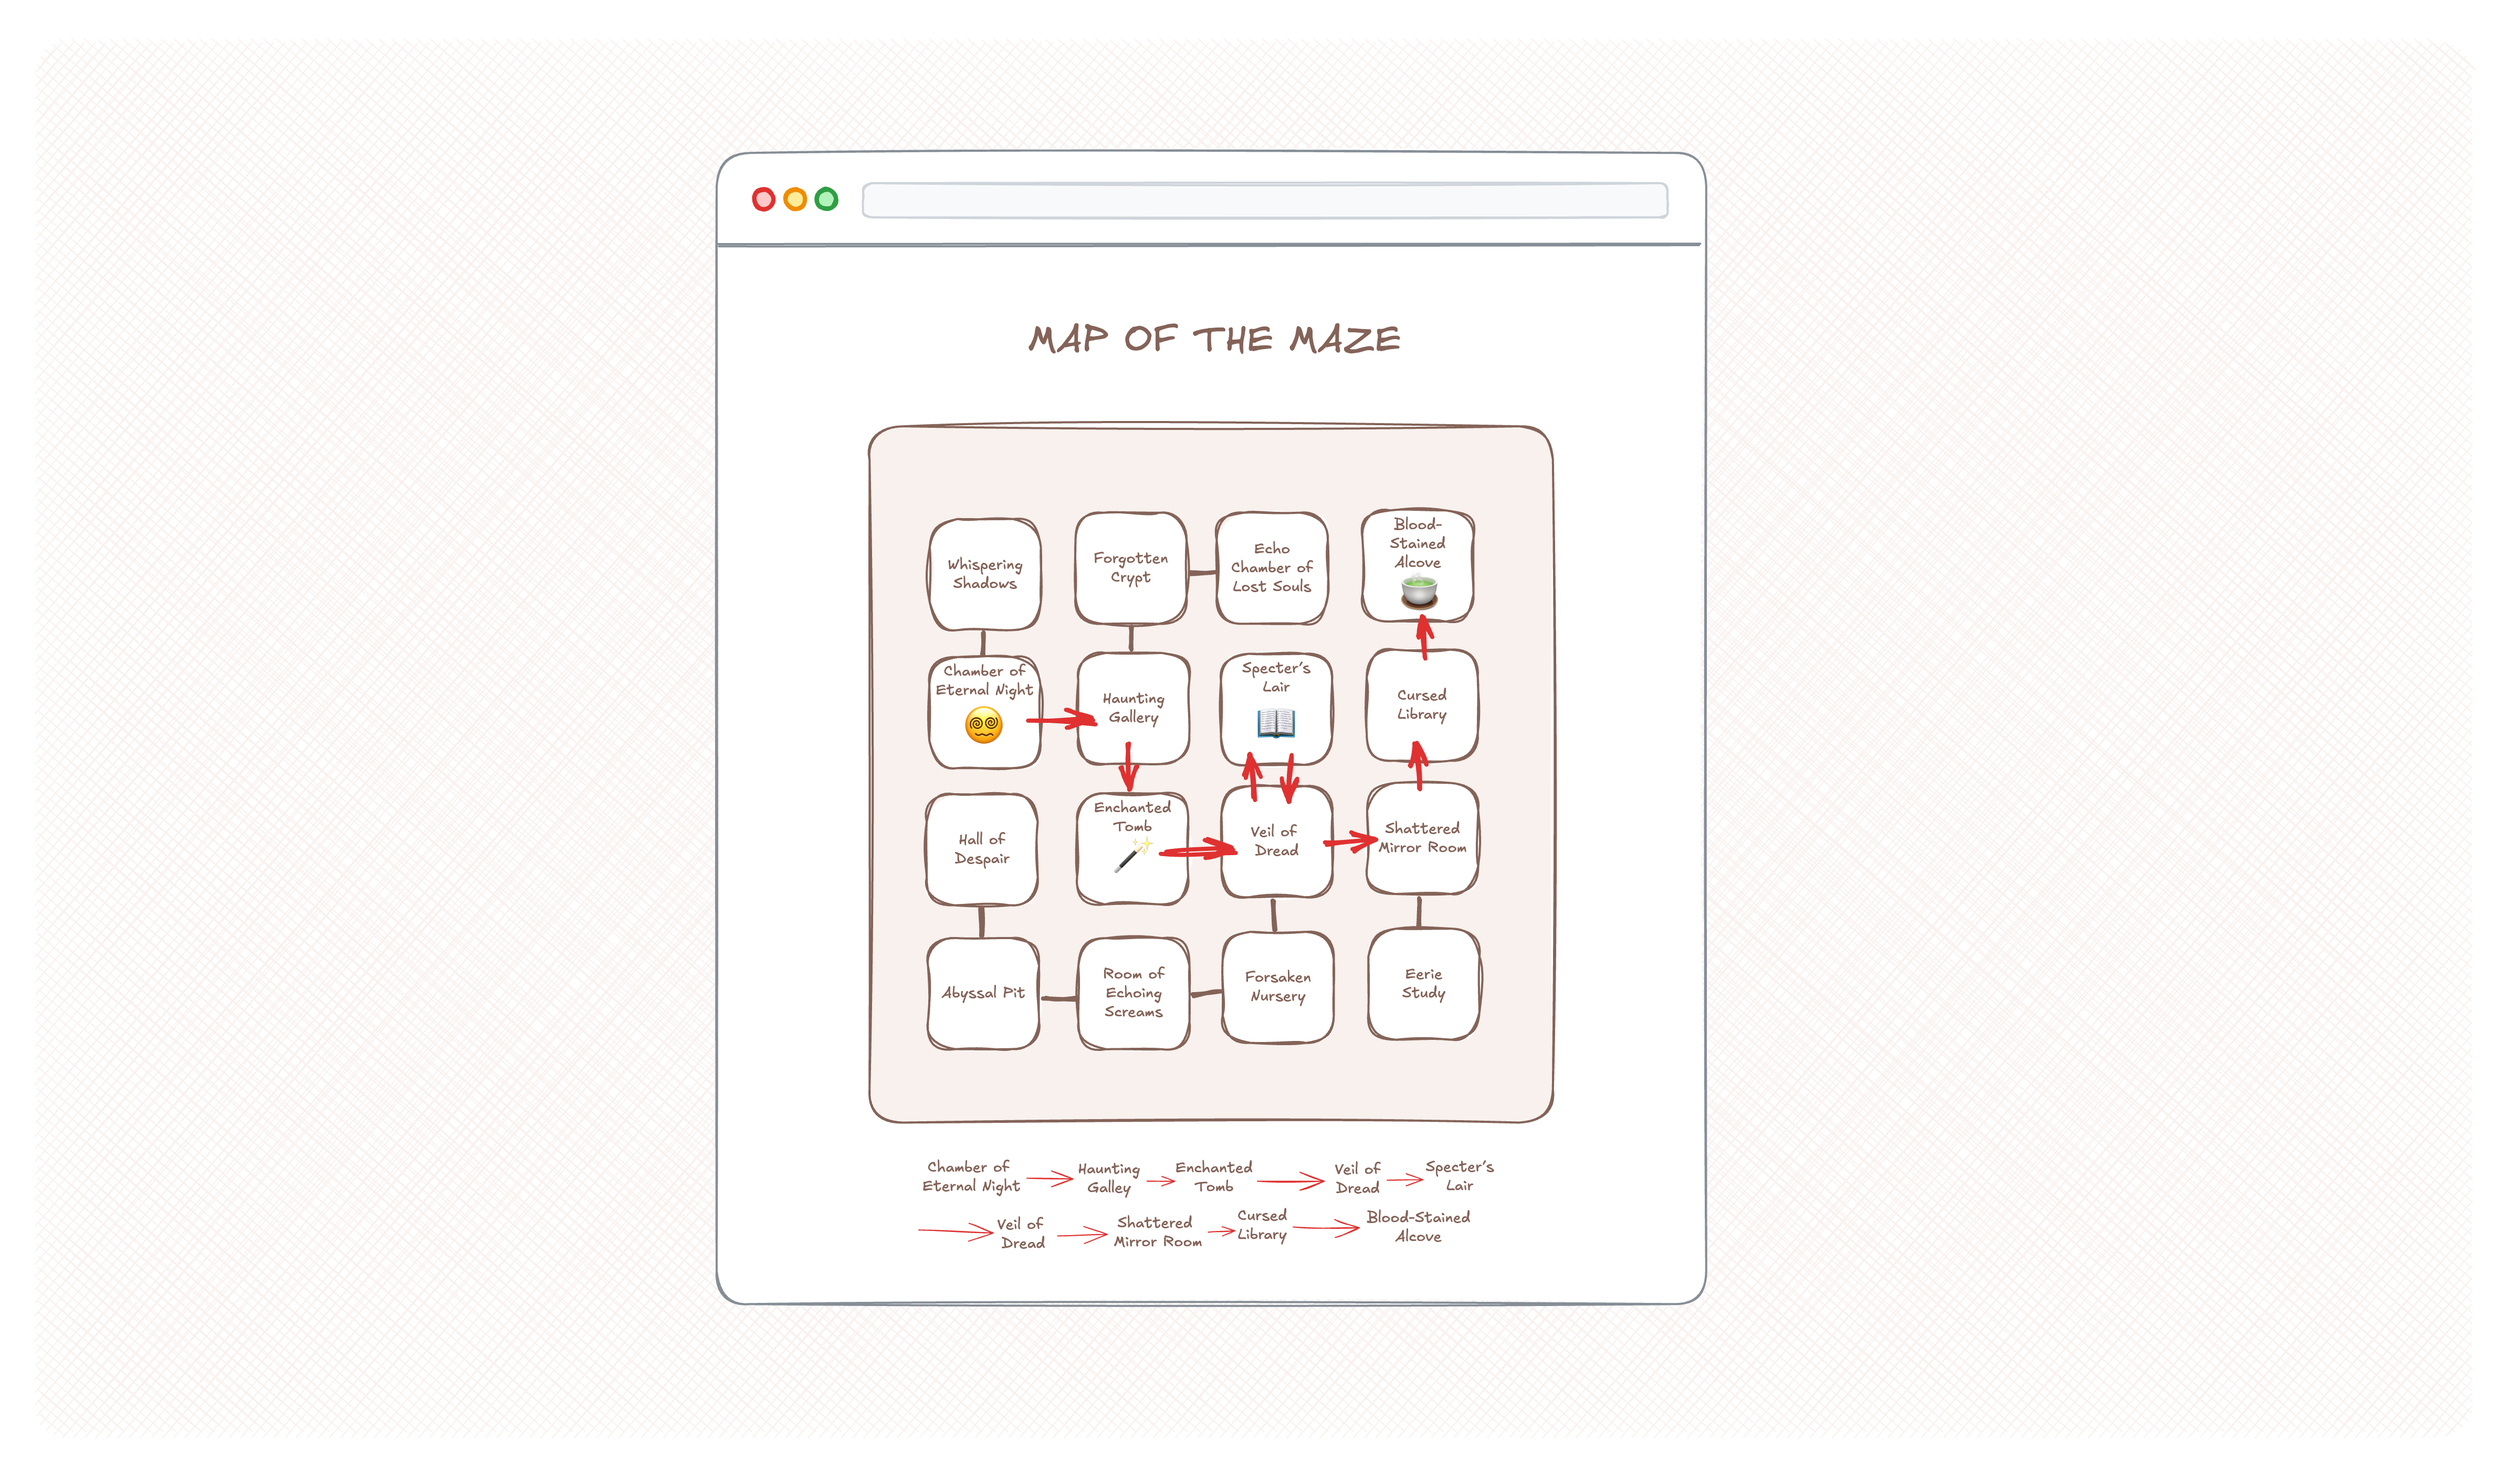 MAP OF THE MAZE
Whispering
Shadows
Forgotten
Crypt
Echo
Chamber of
Lost Souls
Blood-
Stained
Alcove
Chamber of
Eternal Night
Haunting
Gallery
Specter's
Lair
Cursed
Library
Hall of
Despair
Enchanted
Tomb
Veil of
Dread
Shattered
Mirror Room
Abyssal Pit
Room of
Echoing
Screams
Forsaken
Nursery
Eerie
Study
Chamber of
Eternal Night
Haunting
Galley
Enchanted
Tomb
Veil of
Dread
Specter's
Lair
Veil of
Dread
Shattered
Mirror Room
Cursed
Library
Blood-Stained
Alcove